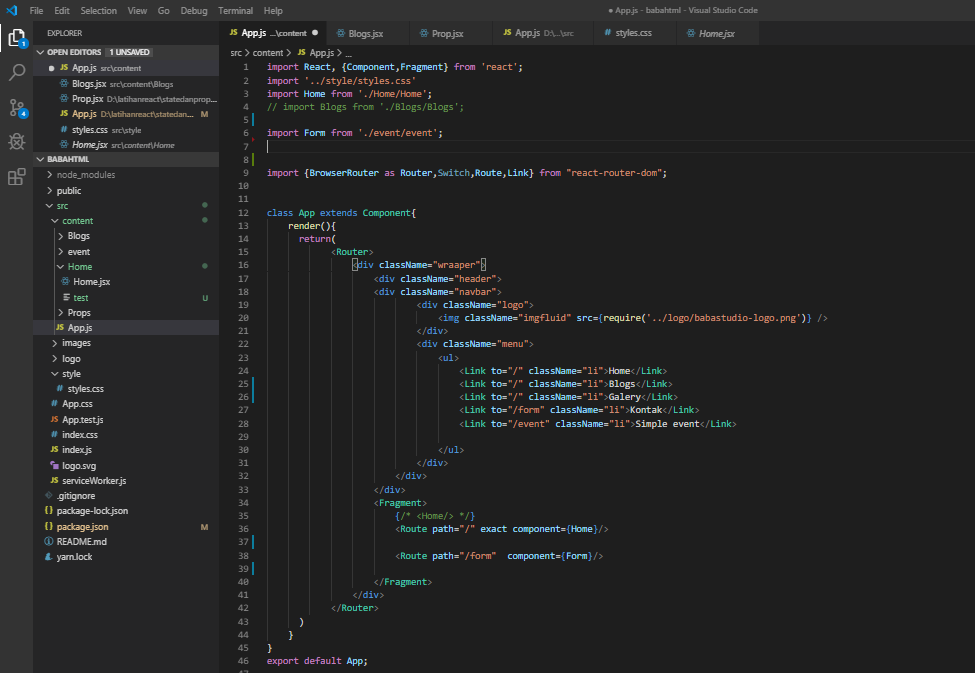 File Edit Selection View Go Debug Terminal Help
● App.js - babahtml - Visual Studio Code
EXPLORER
OPEN EDITORS 1 UNSAVED
● JS App.js src\content
Blogs.jsx src\content\Blogs
Prop.jsx D:\latihanreact\statedanprop...
JS App.js D:\latihanreact\statedan... M
# styles.css src\style
Home.jsx src\content\Home
BABAHTML
node_modules
public
src
content
Blogs
event
Home
Home.jsx
test U
Props
JS App.js
images
logo
style
# styles.css
# App.css
JS App.test.js
# index.css
JS index.js
logo.svg
JS serviceWorker.js
.gitignore
{} package-lock.json
{} package.json M
README.md
yarn.lock
1
4
JS App.js ...\content ●
Blogs.jsx
Prop.jsx
JS App.js D:\...\src
# styles.css
Home.jsx
src > content > JS App.js > ...
1 import React, {Component,Fragment} from 'react';
2 import '../style/styles.css'
3 import Home from './Home/Home';
4 // import Blogs from './Blogs/Blogs';
5
6 import Form from './event/event';
7
8
9 import {BrowserRouter as Router,Switch,Route,Link} from "react-router-dom";
10
11
12 class App extends Component{
13 render(){
14 return(
15 <Router>
16 <div className="wraaper">
17 <div className="header">
18 <div className="navbar">
19 <div className="logo">
20 <img className="imgfluid" src={require('../logo/babastudio-logo.png')} />
21 </div>
22 <div className="menu">
23 <ul>
24 <Link to="/" className="li">Home</Link>
25 <Link to="/" className="li">Blogs</Link>
26 <Link to="/" className="li">Galery</Link>
27 <Link to="/form" className="li">Kontak</Link>
28 <Link to="/event" className="li">Simple event</Link>
29
30 </ul>
31 </div>
32 </div>
33 </div>
34 <Fragment>
35 {/* <Home/> */}
36 <Route path="/" exact component={Home}/>
37
38 <Route path="/form"  component={Form}/>
39
40 </Fragment>
41 </div>
42 </Router>
43 )
44 }
45 }
46 export default App;